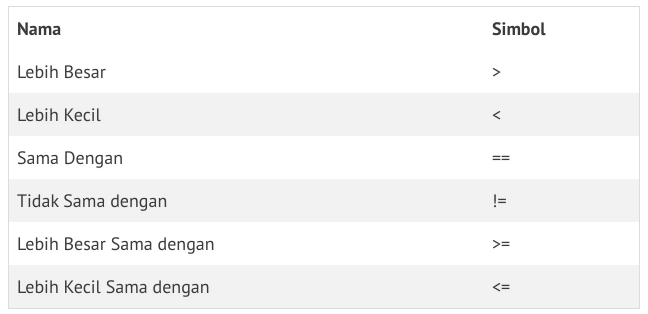 Nama Simbol
Lebih Besar >
Lebih Kecil <
Sama Dengan ==
Tidak Sama dengan !=
Lebih Besar Sama dengan >=
Lebih Kecil Sama dengan <=